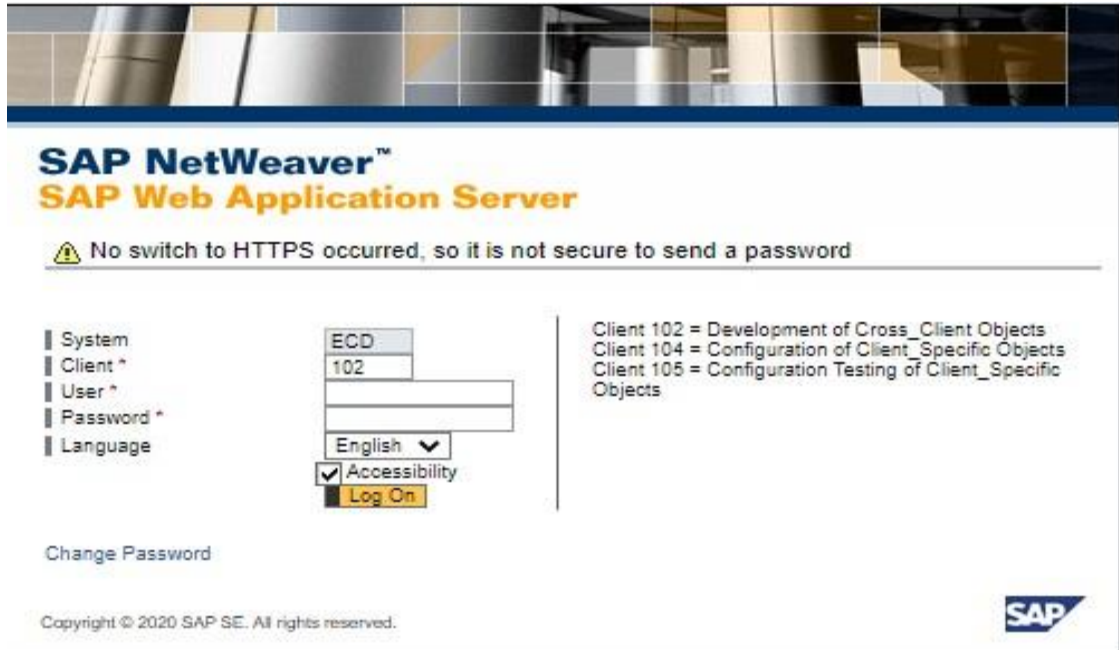 SAP NetWeaver™
SAP Web Application Server
No switch to HTTPS occurred, so it is not secure to send a password
System ECD
Client * 102
User *
Password *
Language English
Accessibility
Log On
Client 102 = Development of Cross_Client Objects
Client 104 = Configuration of Client_Specific Objects
Client 105 = Configuration Testing of Client_Specific
Objects
Change Password
Copyright © 2020 SAP SE. All rights reserved.
SAP